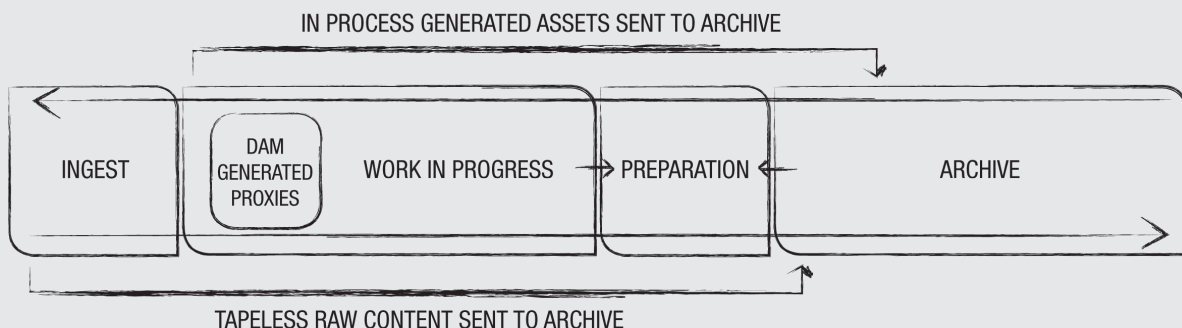 IN PROCESS GENERATED ASSETS SENT TO ARCHIVE
INGEST
DAM
GENERATED
PROXIES
WORK IN PROGRESS
PREPARATION
ARCHIVE
TAPELESS RAW CONTENT SENT TO ARCHIVE